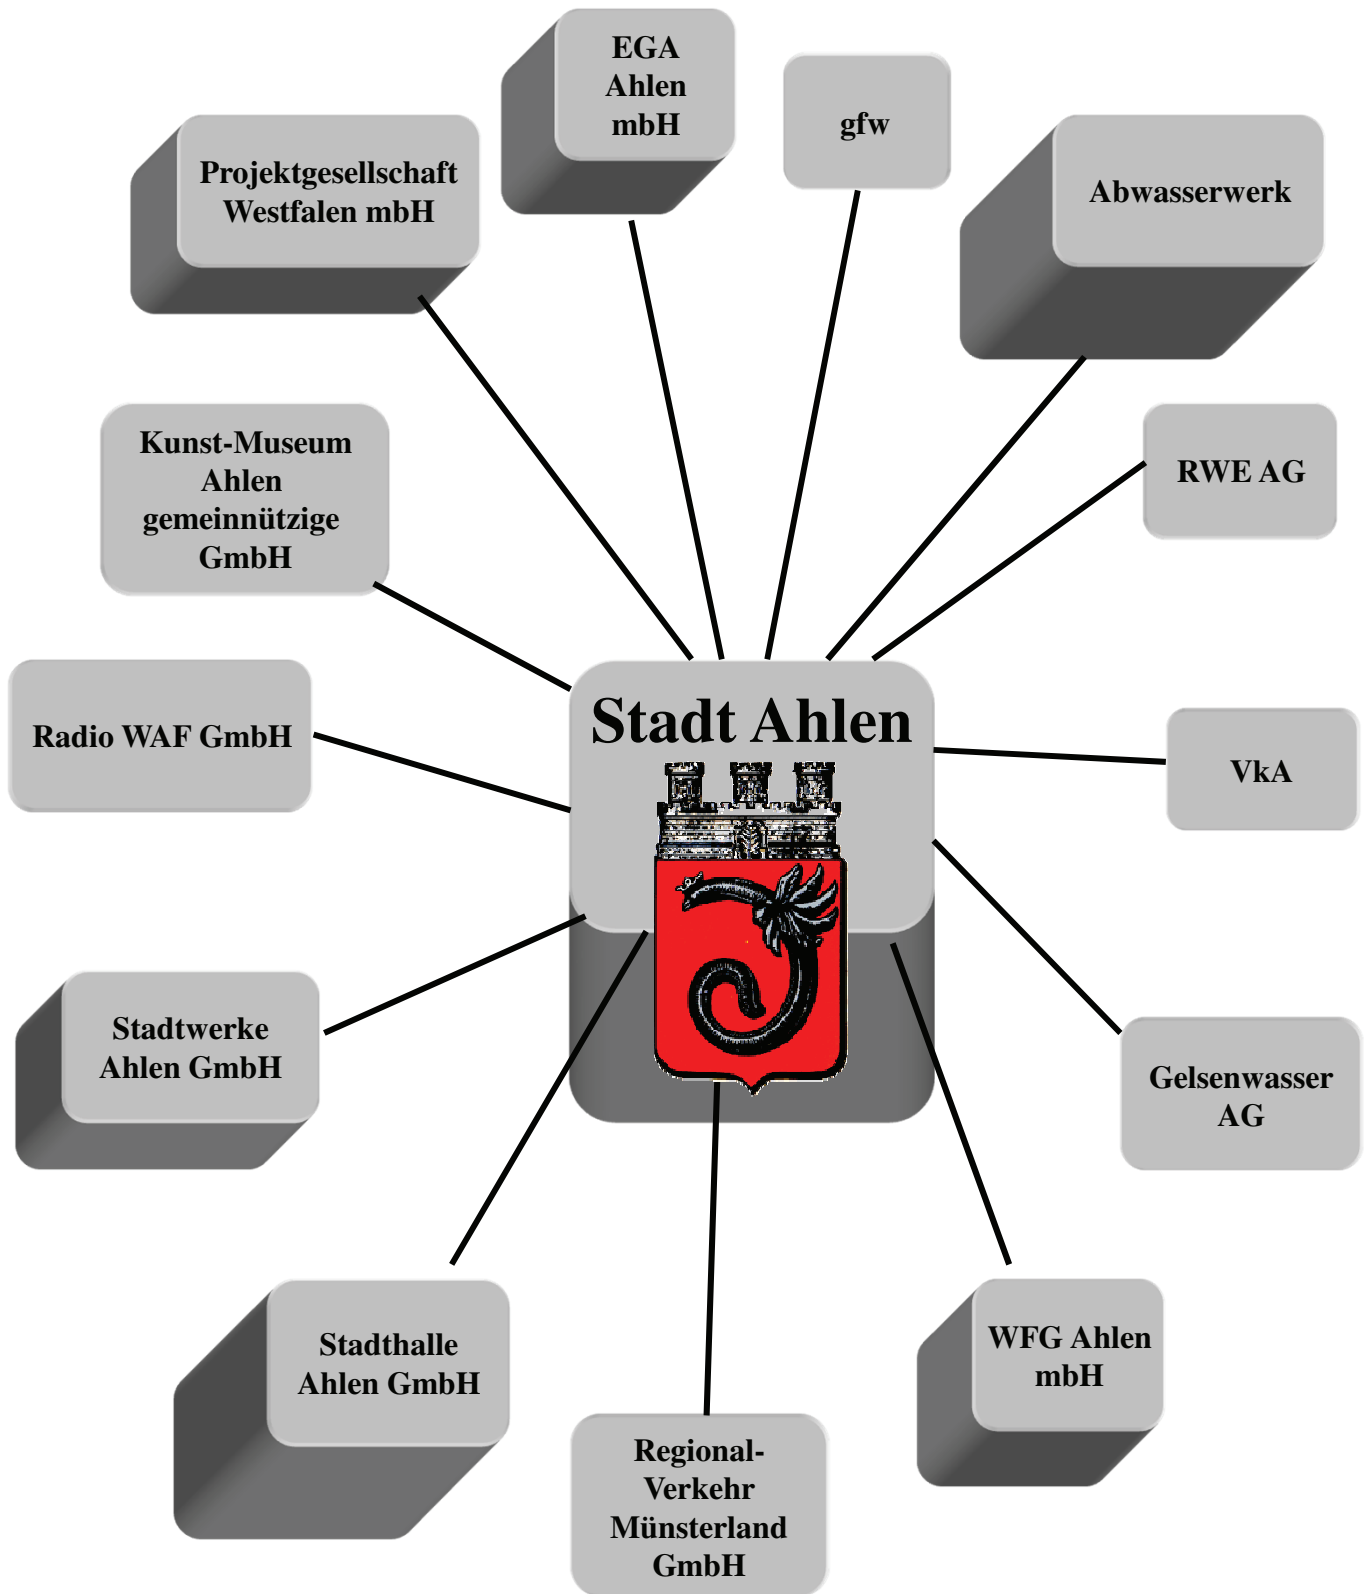 EGA
Ahlen
mbH
gfw
Projektgesellschaft
Westfalen mbH
Abwasserwerk
Kunst-Museum
Ahlen
gemeinnützige
GmbH
RWE AG
Radio WAF GmbH
Stadt Ahlen
VkA
Stadtwerke
Ahlen GmbH
Gelsenwasser
AG
Stadthalle
Ahlen GmbH
WFG Ahlen
mbH
Regional-
Verkehr
Münsterland
GmbH